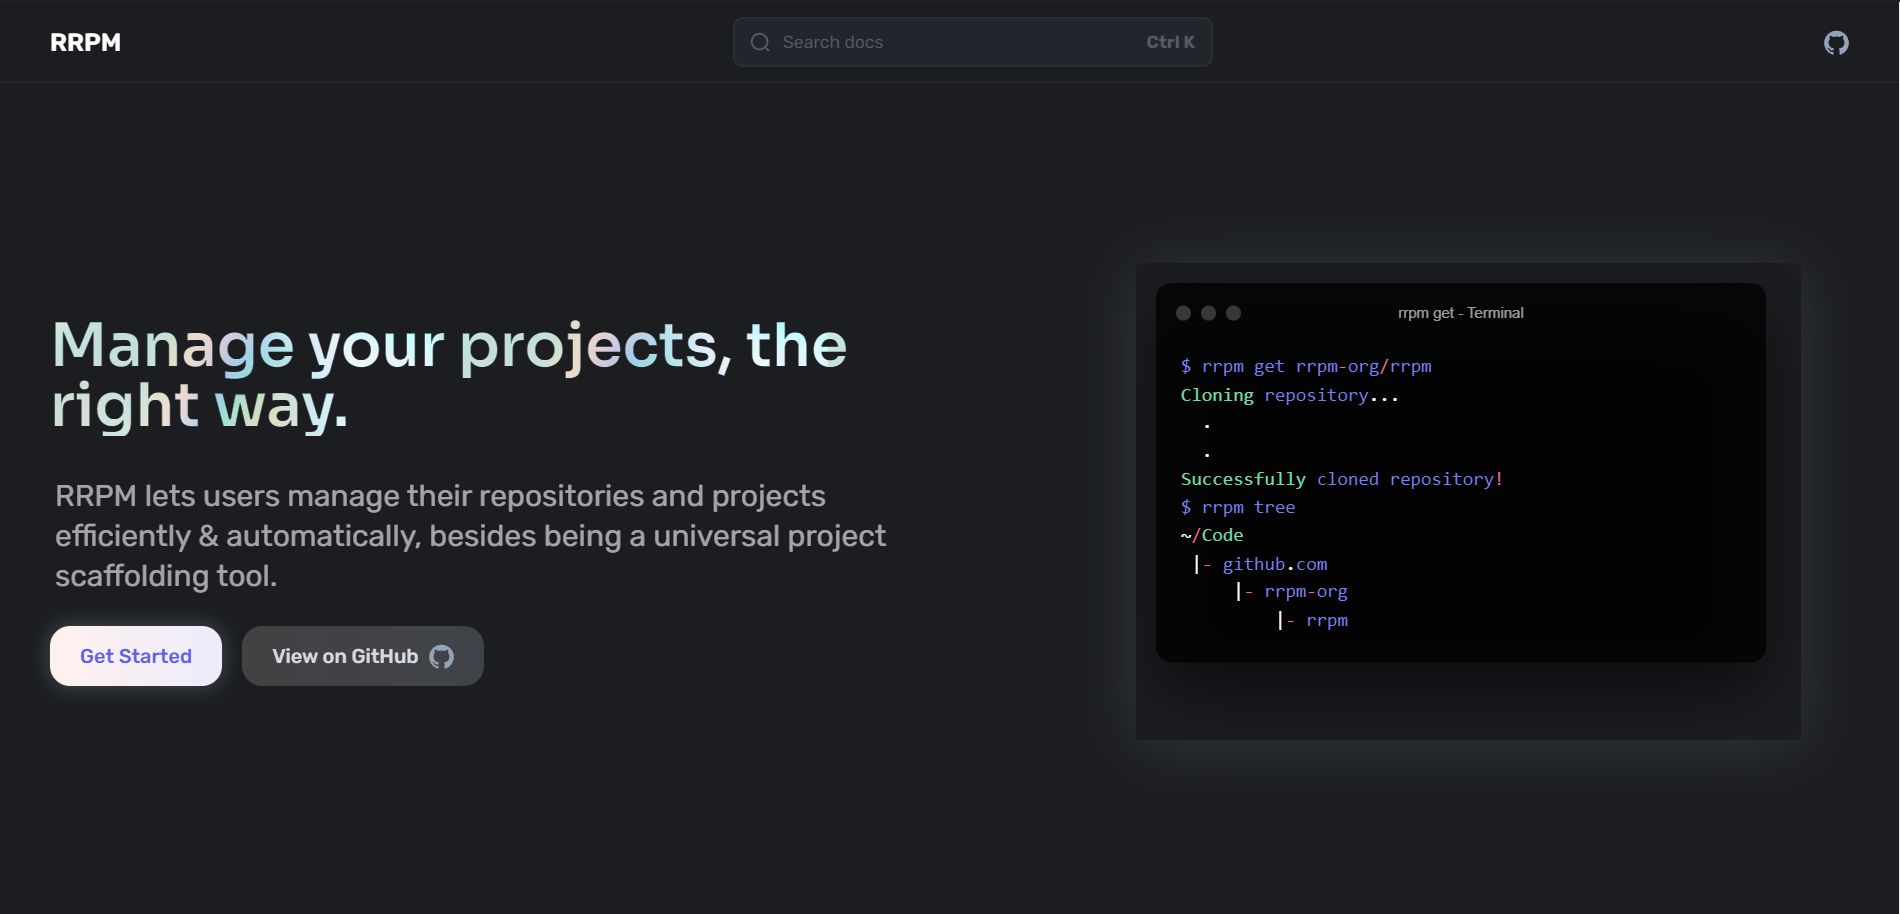 RRPM
Search docs
Ctrl K
Manage your projects, the
right way.
RRPM lets users manage their repositories and projects
efficiently & automatically, besides being a universal project
scaffolding tool.
Get Started
View on GitHub
rrpm get - Terminal
$ rrpm get rrpm-org/rrpm
Cloning repository...
.
.
Successfully cloned repository!
$ rrpm tree
~/Code
|- github.com
|- rrpm-org
|- rrpm